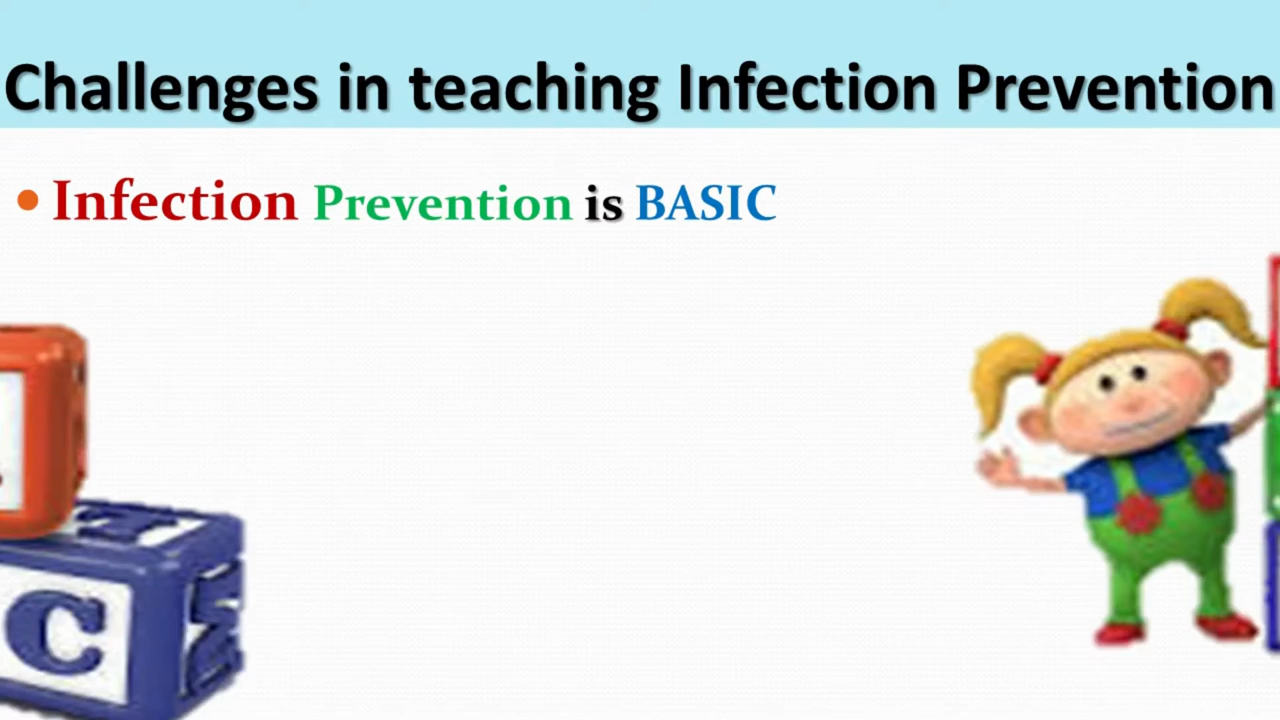 Challenges in teaching Infection Prevention
• Infection Prevention is BASIC
C